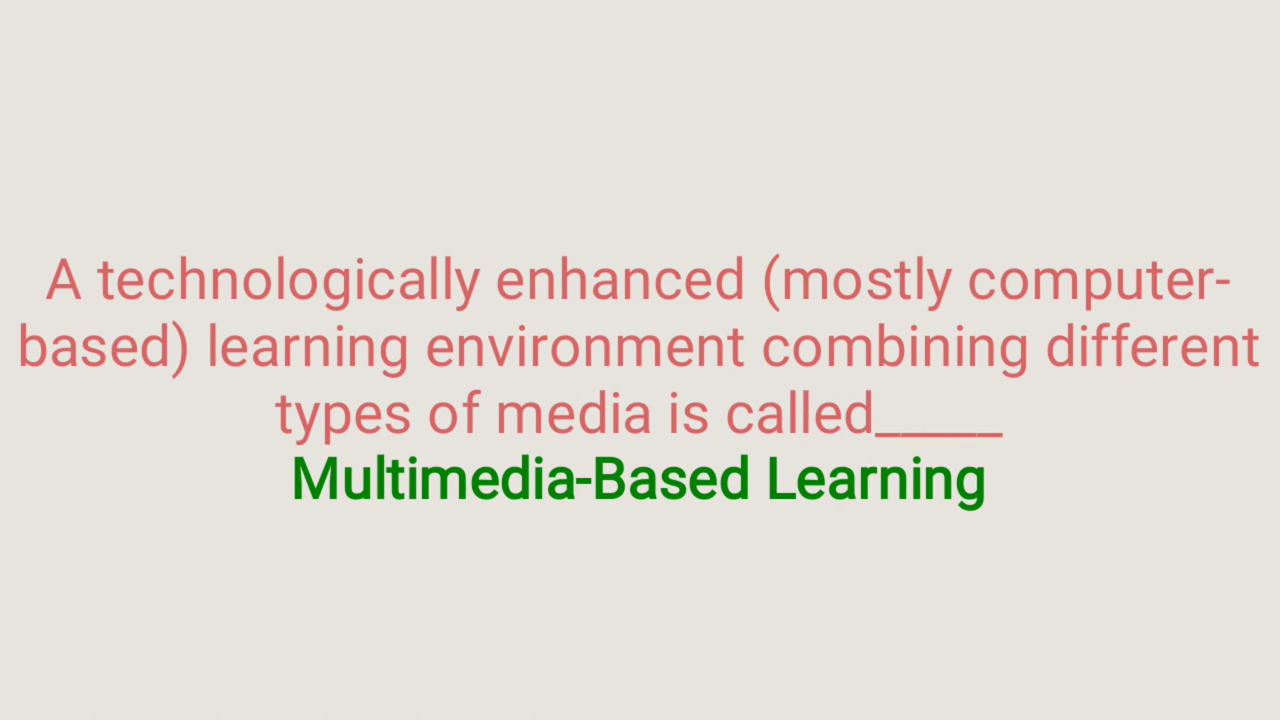 A technologically enhanced (mostly computer-
based) learning environment combining different
types of media is called_____
Multimedia-Based Learning